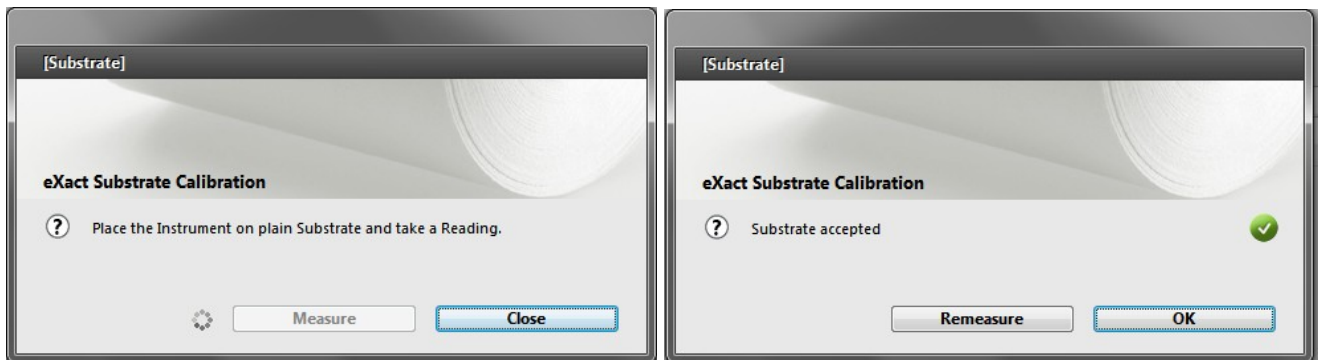 [Substrate]
eXact Substrate Calibration
? Place the Instrument on plain Substrate and take a Reading.
Measure Close
[Substrate]
eXact Substrate Calibration
? Substrate accepted
Remeasure OK